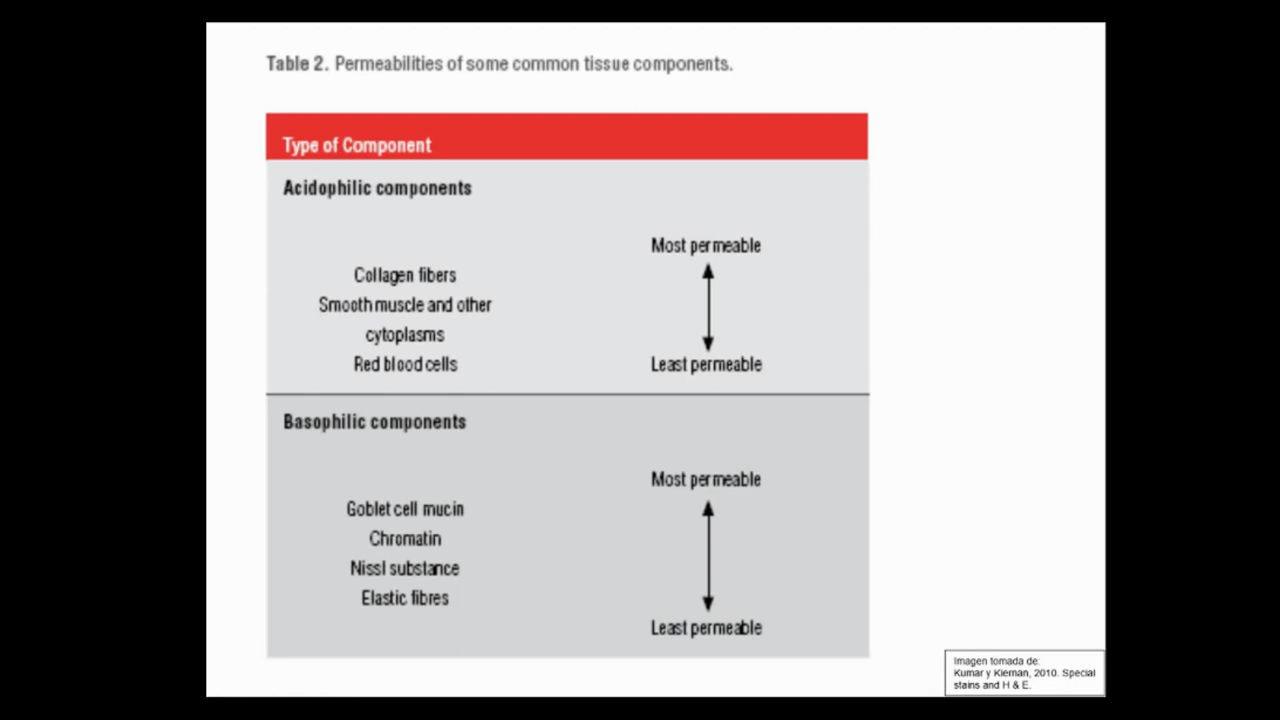 Table 2. Permeabilities of some common tissue components.
Type of Component
Acidophilic components
Most permeable
Collagen fibers
Smooth muscle and other
cytoplasms
Red blood cells
Least permeable
Basophilic components
Most permeable
Goblet cell mucin
Chromatin
Nissl substance
Elastic fibres
Least permeable
Imagen tomada de:
Kumar y Kiernan, 2010. Special
stains and H & E.